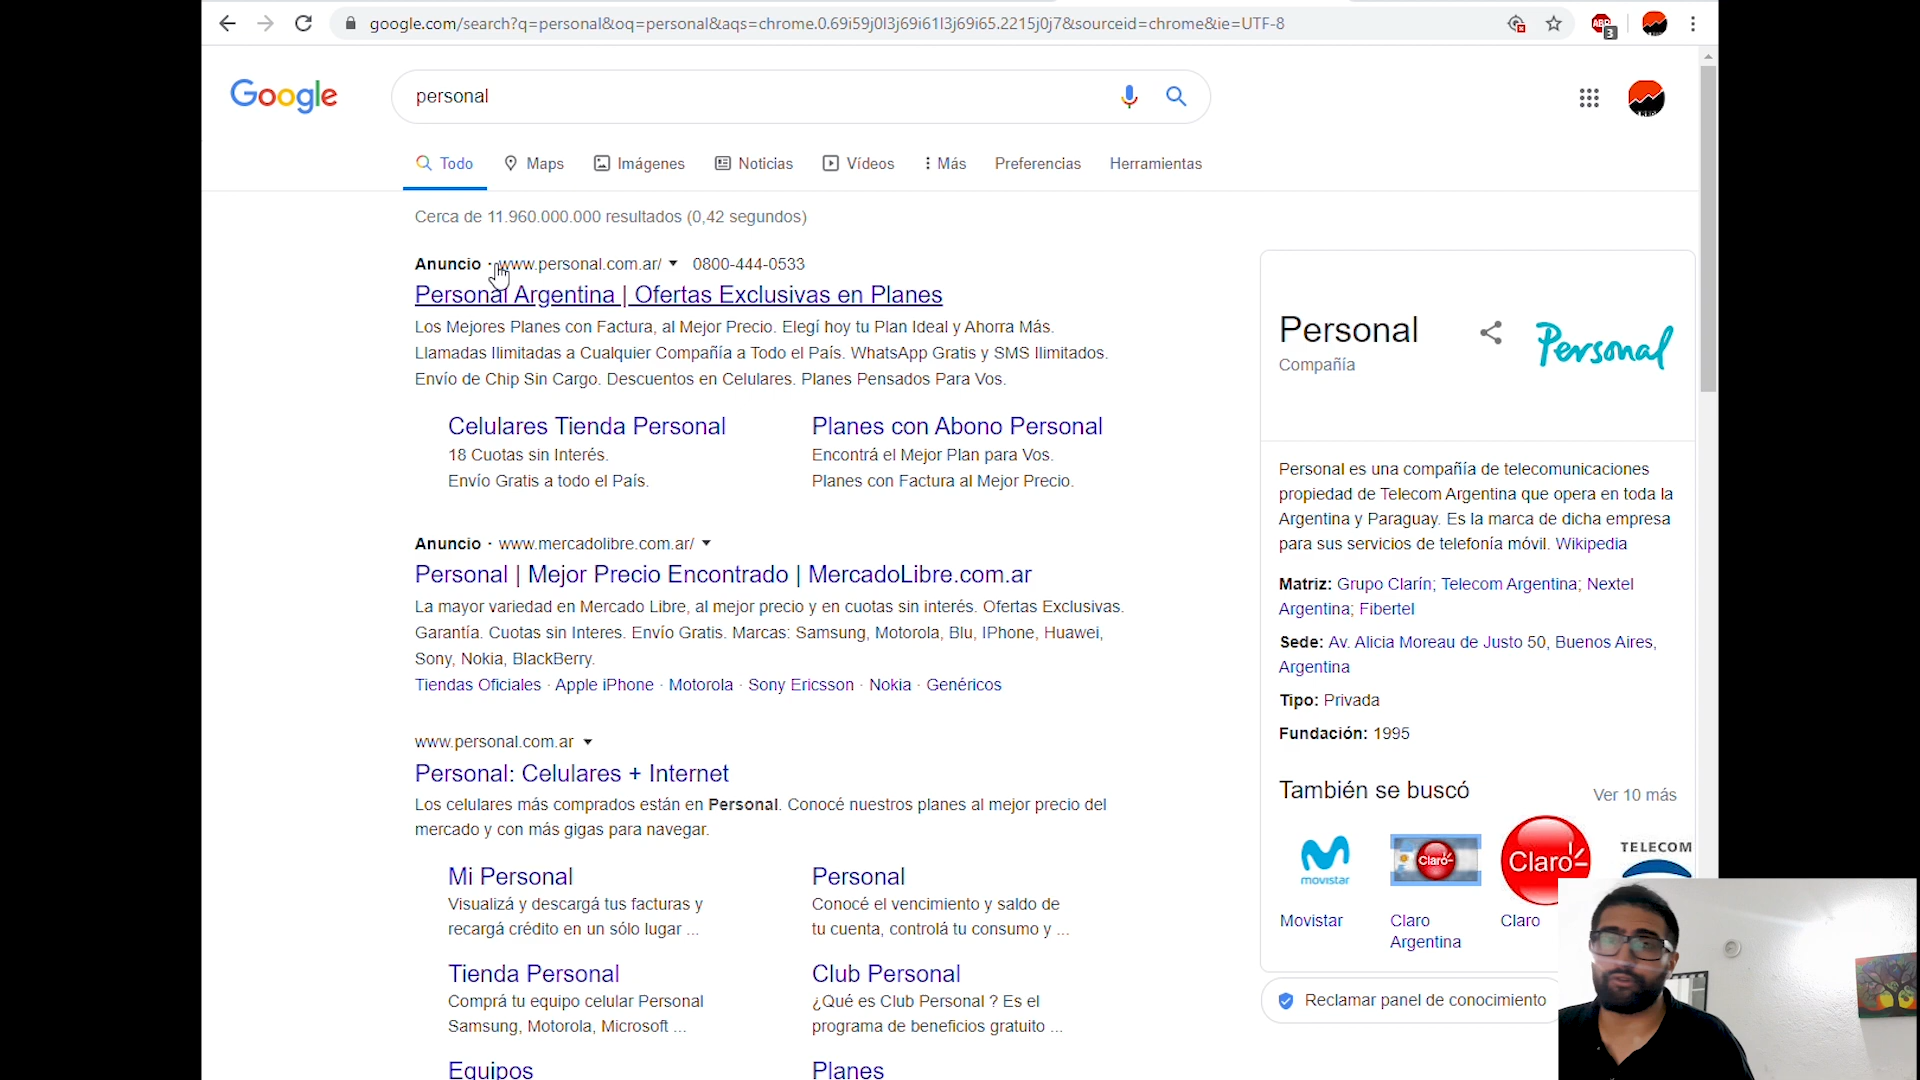 google.com/search?q=personal&oq=personal&aqs=chrome.0.69i59j0l3j69i61l3j69i65.2215j0j7&sourceid=chrome&ie=UTF-8
ABP
3
Google
personal
Todo
Maps
Imágenes
Noticias
Vídeos
Más
Preferencias
Herramientas
Cerca de 11.960.000.000 resultados (0,42 segundos)
Anuncio · www.personal.com.ar/ 0800-444-0533
Personal Argentina | Ofertas Exclusivas en Planes
Los Mejores Planes con Factura, al Mejor Precio. Elegí hoy tu Plan Ideal y Ahorra Más.
Llamadas Ilimitadas a Cualquier Compañía a Todo el País. WhatsApp Gratis y SMS Ilimitados.
Envío de Chip Sin Cargo. Descuentos en Celulares. Planes Pensados Para Vos.
Celulares Tienda Personal
18 Cuotas sin Interés.
Envío Gratis a todo el País.
Planes con Abono Personal
Encontrá el Mejor Plan para Vos.
Planes con Factura al Mejor Precio.
Anuncio · www.mercadolibre.com.ar/
Personal | Mejor Precio Encontrado | MercadoLibre.com.ar
La mayor variedad en Mercado Libre, al mejor precio y en cuotas sin interés. Ofertas Exclusivas.
Garantía. Cuotas sin Interes. Envío Gratis. Marcas: Samsung, Motorola, Blu, IPhone, Huawei,
Sony, Nokia, BlackBerry.
Tiendas Oficiales · Apple iPhone · Motorola · Sony Ericsson · Nokia · Genéricos
www.personal.com.ar
Personal: Celulares + Internet
Los celulares más comprados están en Personal. Conocé nuestros planes al mejor precio del
mercado y con más gigas para navegar.
Mi Personal
Visualizá y descargá tus facturas y
recargá crédito en un sólo lugar ...
Personal
Conocé el vencimiento y saldo de
tu cuenta, controlá tu consumo y ...
Tienda Personal
Comprá tu equipo celular Personal
Samsung, Motorola, Microsoft ...
Club Personal
¿Qué es Club Personal ? Es el
programa de beneficios gratuito ...
Equipos
Planes
Personal
Compañía
Personal
Personal es una compañía de telecomunicaciones
propiedad de Telecom Argentina que opera en toda la
Argentina y Paraguay. Es la marca de dicha empresa
para sus servicios de telefonía móvil. Wikipedia
Matriz: Grupo Clarín; Telecom Argentina; Nextel
Argentina; Fibertel
Sede: Av. Alicia Moreau de Justo 50, Buenos Aires,
Argentina
Tipo: Privada
Fundación: 1995
También se buscó
Ver 10 más
movistar
Claro
Claro
TELECOM
Movistar
Claro
Argentina
Claro
Reclamar panel de conocimiento